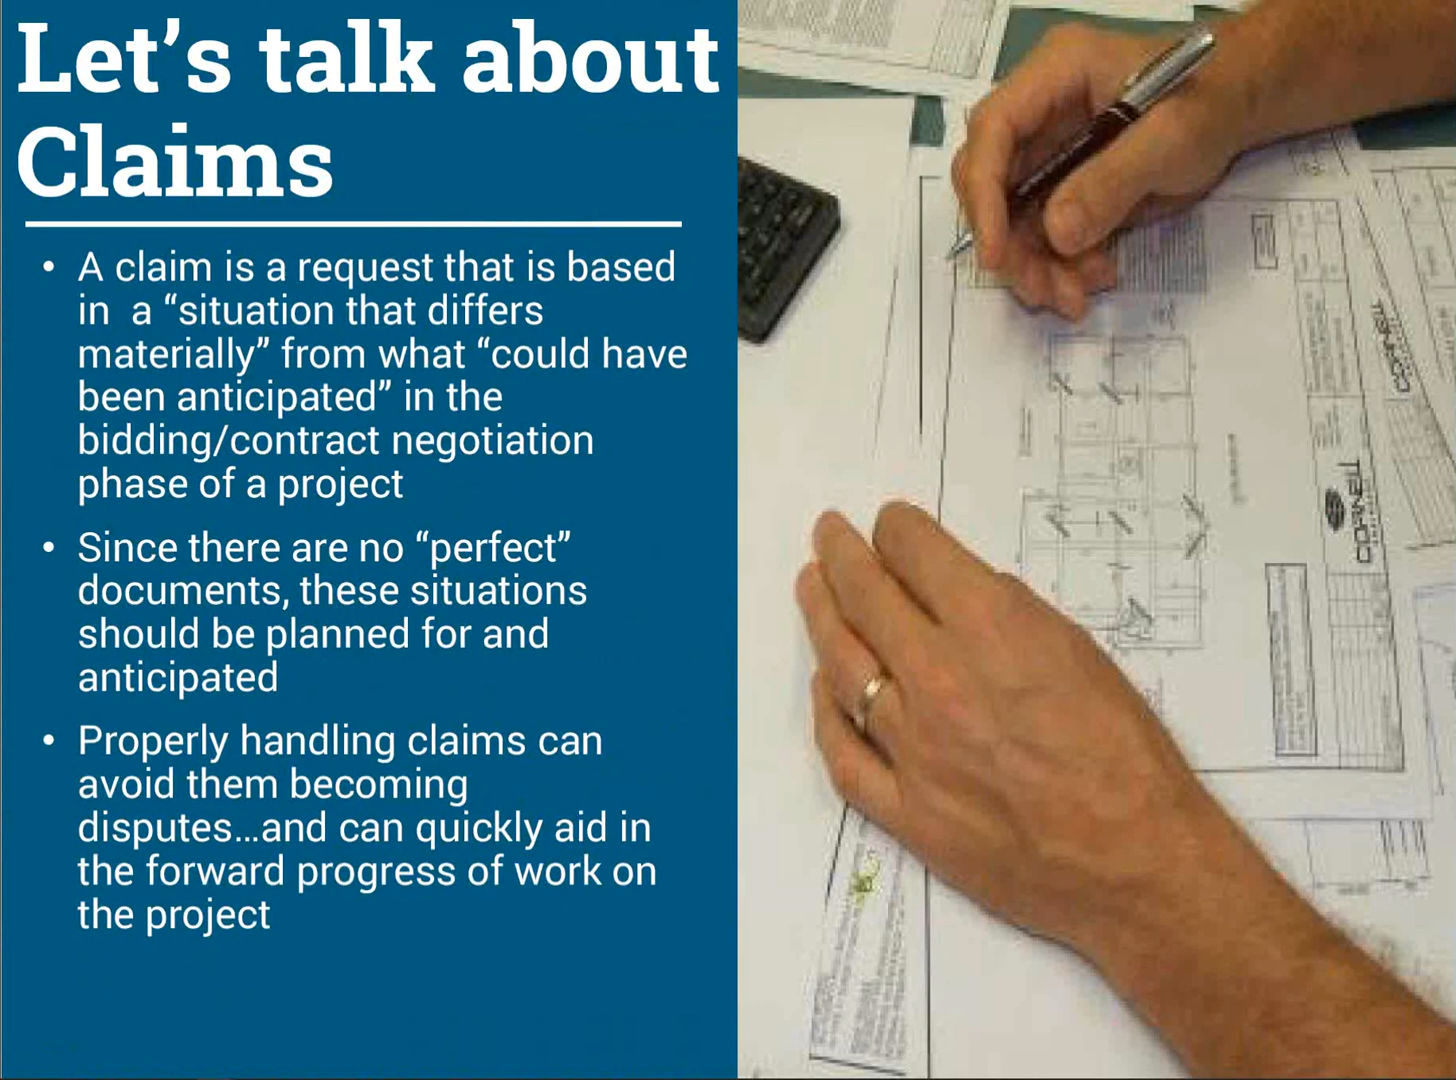 Let’s talk about
Claims
• A claim is a request that is based
in  a “situation that differs
materially” from what “could have
been anticipated” in the
bidding/contract negotiation
phase of a project
• Since there are no “perfect”
documents, these situations
should be planned for and
anticipated
• Properly handling claims can
avoid them becoming
disputes...and can quickly aid in
the forward progress of work on
the project